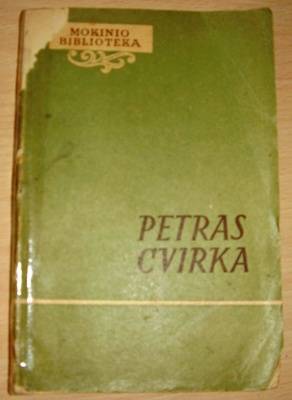 MOKINIO
BIBLIOTEKA
PETRAS
CVIRKA